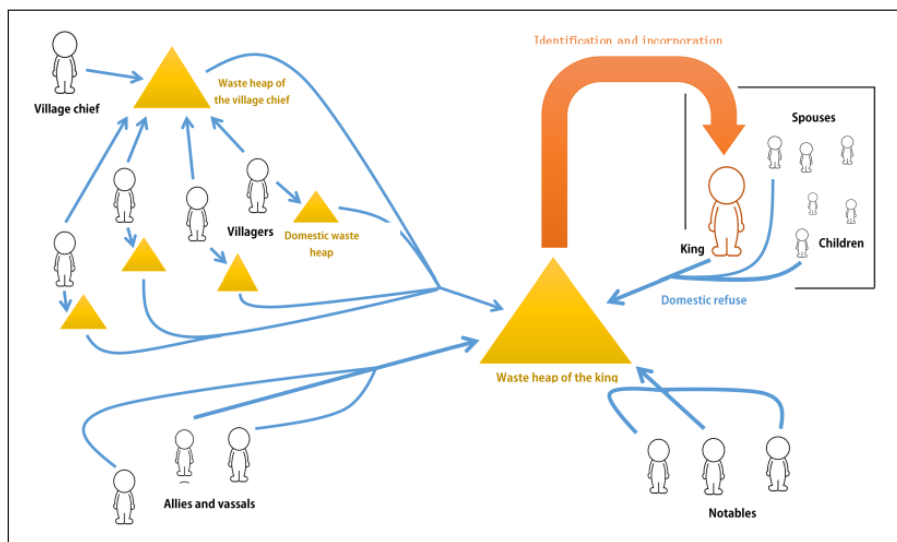 Identification and incorporation
Waste heap of
the village chief
Village chief
Spouses
Villagers
Domestic waste
heap
King
Children
Domestic refuse
Waste heap of the king
Allies and vassals
Notables